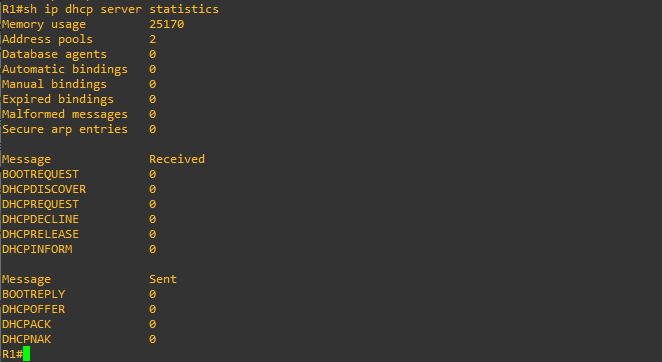 R1#sh ip dhcp server statistics
Memory usage 25170
Address pools 2
Database agents 0
Automatic bindings 0
Manual bindings 0
Expired bindings 0
Malformed messages 0
Secure arp entries 0
Message Received
BOOTREQUEST 0
DHCPDISCOVER 0
DHCPREQUEST 0
DHCPDECLINE 0
DHCPRELEASE 0
DHCPINFORM 0
Message Sent
BOOTREPLY 0
DHCPOFFER 0
DHCPACK 0
DHCPNAK 0
R1#